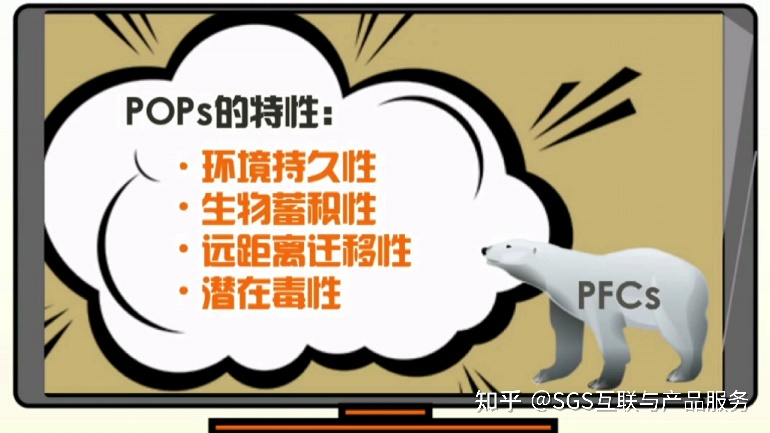 POPs的特性：
·环境持久性
·生物蓄积性
·远距离迁移性
·潜在毒性
PFCs
知乎 @SGS互联与产品服务